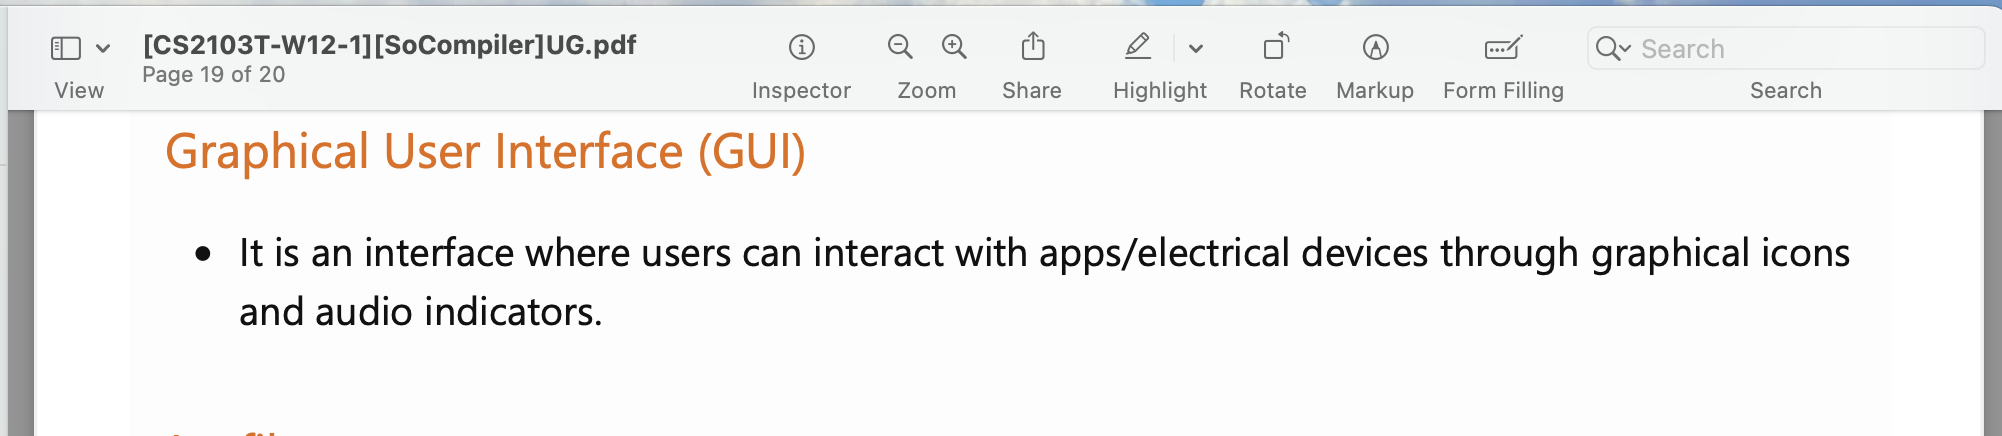 [CS2103T-W12-1][SoCompiler]UG.pdf
Page 19 of 20
View
Inspector
Zoom
Share
Highlight
Rotate
Markup
Form Filling
Search
Search
Graphical User Interface (GUI)
• It is an interface where users can interact with apps/electrical devices through graphical icons
and audio indicators.